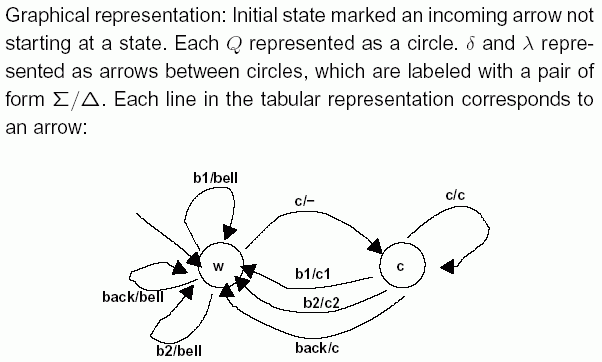 Graphical representation: Initial state marked an incoming arrow not
starting at a state. Each Q represented as a circle. δ and λ repre-
sented as arrows between circles, which are labeled with a pair of
form Σ/Δ. Each line in the tabular representation corresponds to
an arrow:
b1/bell
c/−
c/c
w
c
b1/c1
back/bell
b2/c2
b2/bell
back/c